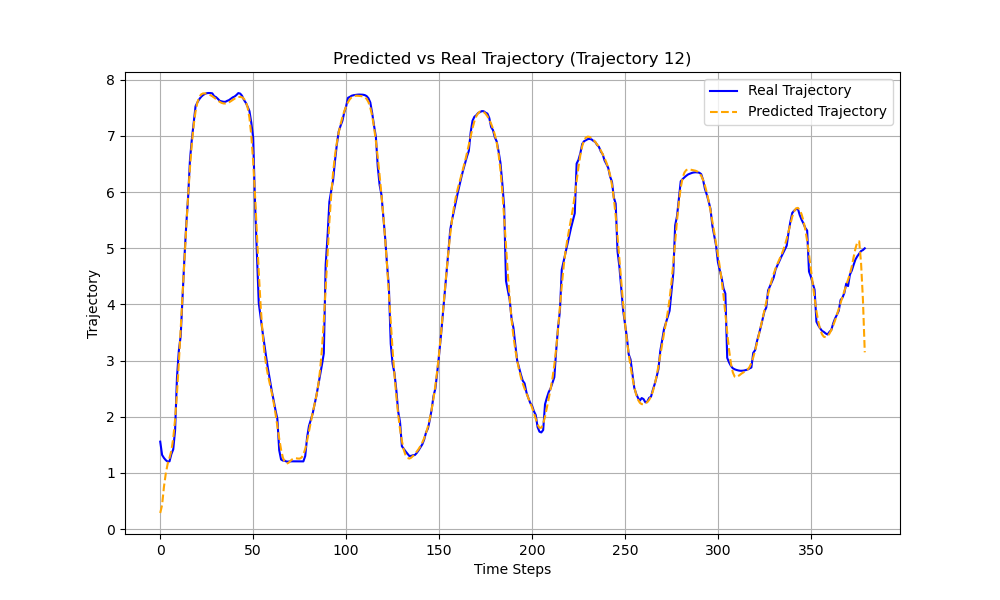 Predicted vs Real Trajectory (Trajectory 12)
Real Trajectory
Predicted Trajectory
Trajectory
8
7
6
5
4
3
2
1
0
0 50 100 150 200 250 300 350
Time Steps